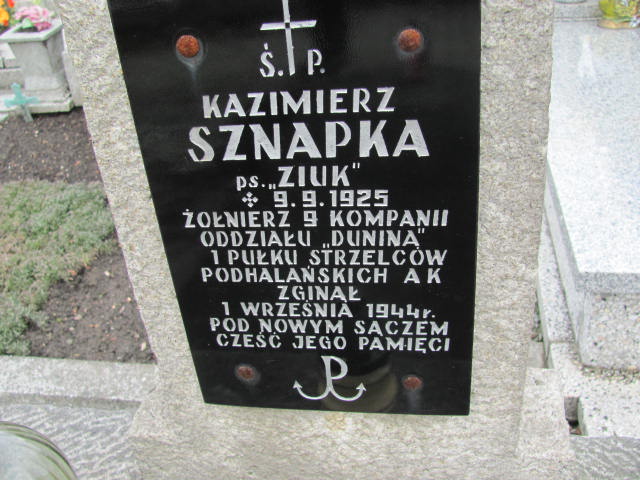 Ś. P.
KAZIMIERZ
SZNAPKA
ps. „ZIUK"
9.9.1925
ŻOŁNIERZ 9 KOMPANII
ODDZIAŁU „DUNINA"
1 PUŁKU STRZELCÓW
PODHALAŃSKICH AK
ZGINĄŁ
1 WRZEŚNIA 1944r.
POD NOWYM SĄCZEM
CZEŚĆ JEGO PAMIĘCI